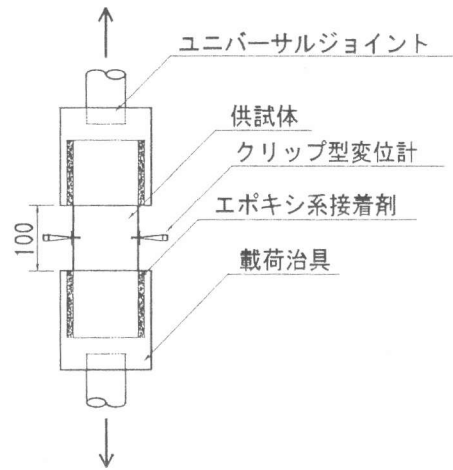 ユニバーサルジョイント
供試体
クリップ型変位計
エポキシ系接着剤
載荷治具
100